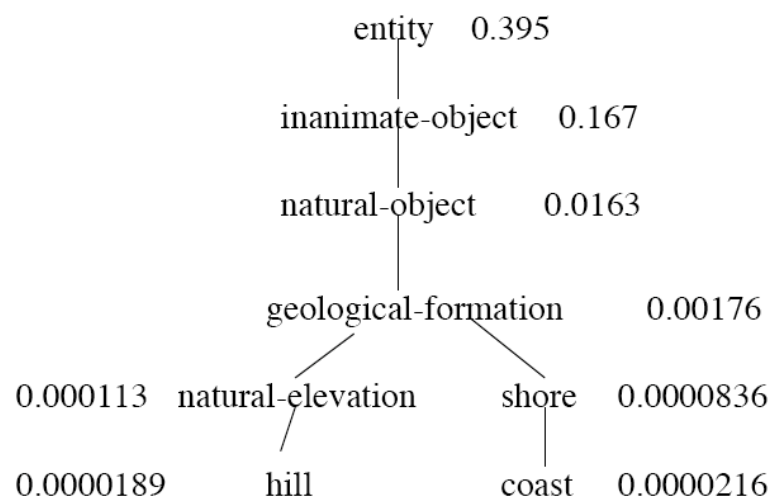 entity 0.395
inanimate-object 0.167
natural-object 0.0163
geological-formation 0.00176
0.000113 natural-elevation shore 0.0000836
0.0000189 hill coast 0.0000216